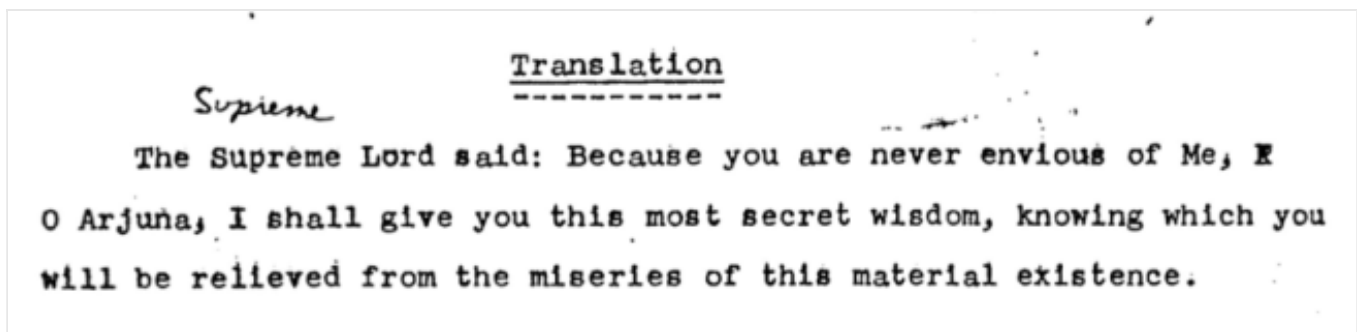 Translation
Supreme
The Supreme Lord said: Because you are never envious of Me,
O Arjuna, I shall give you this most secret wisdom, knowing which you
will be relieved from the miseries of this material existence.